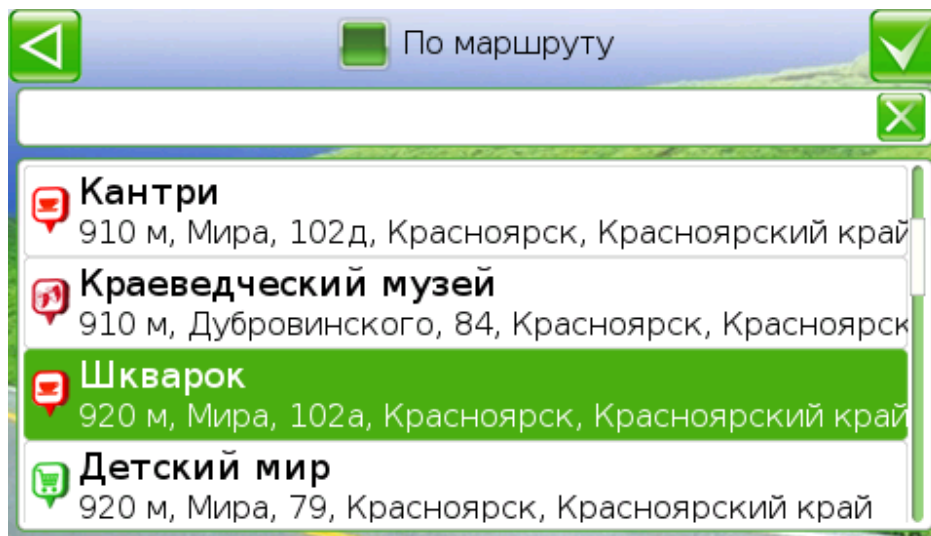 По маршруту
Кантри
910 м, Мира, 102д, Красноярск, Красноярский край
Краеведческий музей
910 м, Дубровинского, 84, Красноярск, Красноярск
Шкварок
920 м, Мира, 102а, Красноярск, Красноярский край
Детский мир
920 м, Мира, 79, Красноярск, Красноярский край